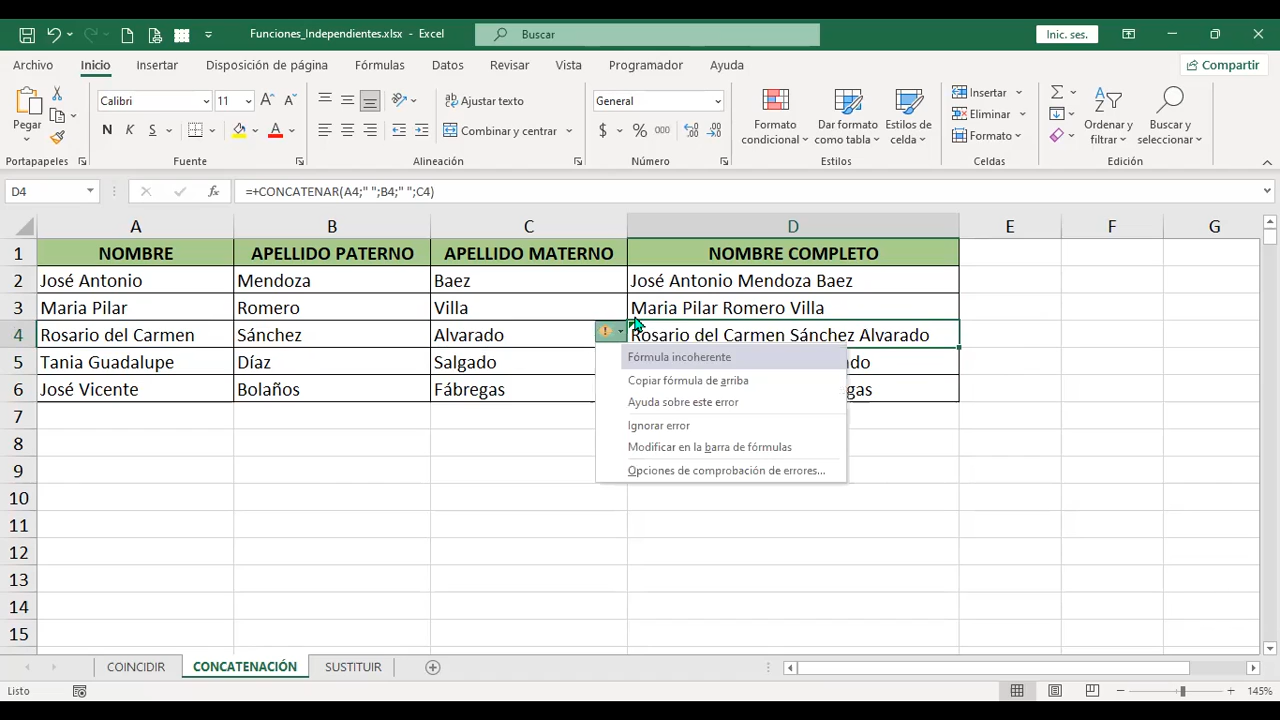 Funciones_Independientes.xlsx - Excel
Buscar
Inic. ses.
Archivo Inicio Insertar Disposición de página Fórmulas Datos Revisar Vista Programador Ayuda Compartir
Pegar
Calibri 11
N K S
Ajustar texto
Combinar y centrar
General
$ % 000
Formato condicional
Dar formato como tabla
Estilos de celda
Insertar
Eliminar
Formato
Ordenar y filtrar
Buscar y seleccionar
Portapapeles Fuente Alineación Número Estilos Celdas Edición
D4 fx =+CONCATENAR(A4;" ";B4;" ";C4)
A B C D E F G
1 NOMBRE APELLIDO PATERNO APELLIDO MATERNO NOMBRE COMPLETO
2 José Antonio Mendoza Baez José Antonio Mendoza Baez
3 Maria Pilar Romero Villa Maria Pilar Romero Villa
4 Rosario del Carmen Sánchez Alvarado Rosario del Carmen Sánchez Alvarado
5 Tania Guadalupe Díaz Salgado
6 José Vicente Bolaños Fábregas
Fórmula incoherente
Copiar fórmula de arriba
Ayuda sobre este error
Ignorar error
Modificar en la barra de fórmulas
Opciones de comprobación de errores...
7
8
9
10
11
12
13
14
15
COINCIDIR CONCATENACIÓN SUSTITUIR
Listo 145%